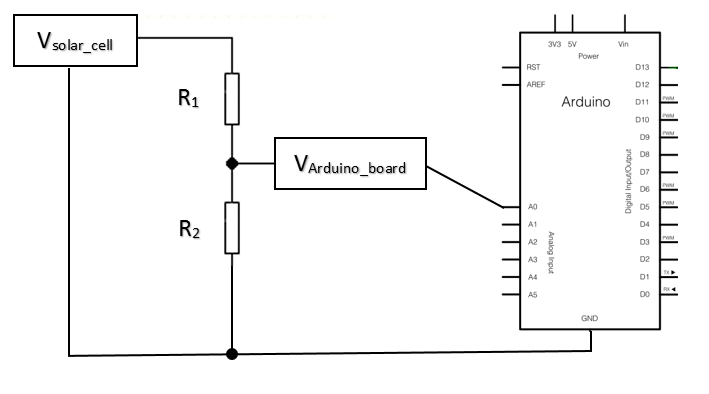 Vsolar_cell
R1
VArduino_board
R2
3V3 5V Vin
Power
RST D13
AREF D12
Arduino
D11 PWM
D10 PWM
D9 PWM
D8
D7
D6 PWM
Digital Input/Output
A0 D5 PWM
A1 D4
A2 D3 PWM
A3 D2
A4 D1 TX ▶
A5 D0 RX ◀
Analog Input
GND